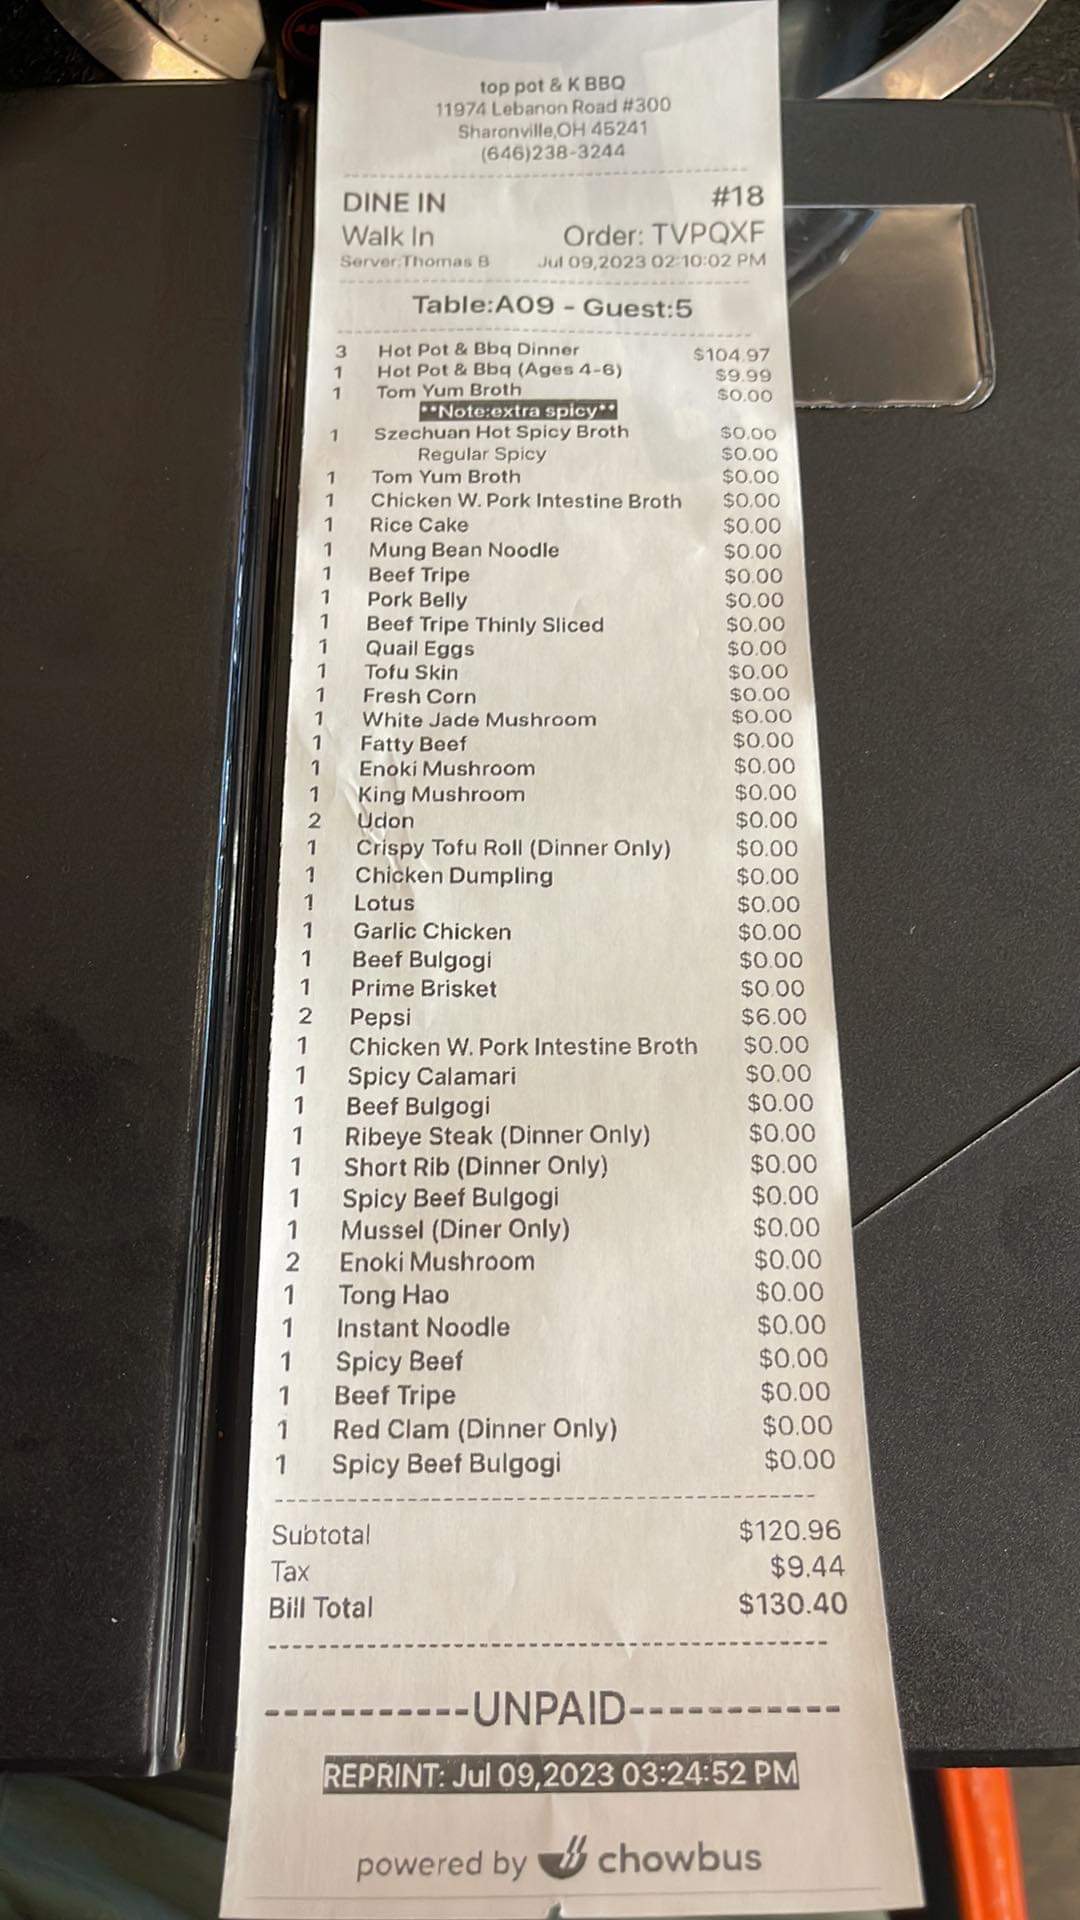 top pot & K BBQ
11974 Lebanon Road #300
Sharonville,OH 45241
(646)238-3244
DINE IN #18
Walk In Order: TVPQXF
Server:Thomas B Jul 09,2023 02:10:02 PM
Table:A09 - Guest:5
3 Hot Pot & Bbq Dinner $104.97
1 Hot Pot & Bbq (Ages 4-6) $9.99
1 Tom Yum Broth $0.00
**Note:extra spicy**
1 Szechuan Hot Spicy Broth $0.00
Regular Spicy $0.00
1 Tom Yum Broth $0.00
1 Chicken W. Pork Intestine Broth $0.00
1 Rice Cake $0.00
1 Mung Bean Noodle $0.00
1 Beef Tripe $0.00
1 Pork Belly $0.00
1 Beef Tripe Thinly Sliced $0.00
1 Quail Eggs $0.00
1 Tofu Skin $0.00
1 Fresh Corn $0.00
1 White Jade Mushroom $0.00
1 Fatty Beef $0.00
1 Enoki Mushroom $0.00
1 King Mushroom $0.00
2 Udon $0.00
1 Crispy Tofu Roll (Dinner Only) $0.00
1 Chicken Dumpling $0.00
1 Lotus $0.00
1 Garlic Chicken $0.00
1 Beef Bulgogi $0.00
1 Prime Brisket $0.00
2 Pepsi $6.00
1 Chicken W. Pork Intestine Broth $0.00
1 Spicy Calamari $0.00
1 Beef Bulgogi $0.00
1 Ribeye Steak (Dinner Only) $0.00
1 Short Rib (Dinner Only) $0.00
1 Spicy Beef Bulgogi $0.00
1 Mussel (Diner Only) $0.00
2 Enoki Mushroom $0.00
1 Tong Hao $0.00
1 Instant Noodle $0.00
1 Spicy Beef $0.00
1 Beef Tripe $0.00
1 Red Clam (Dinner Only) $0.00
1 Spicy Beef Bulgogi $0.00
Subtotal $120.96
Tax $9.44
Bill Total $130.40
-----------UNPAID-----------
REPRINT: Jul 09,2023 03:24:52 PM
powered by chowbus